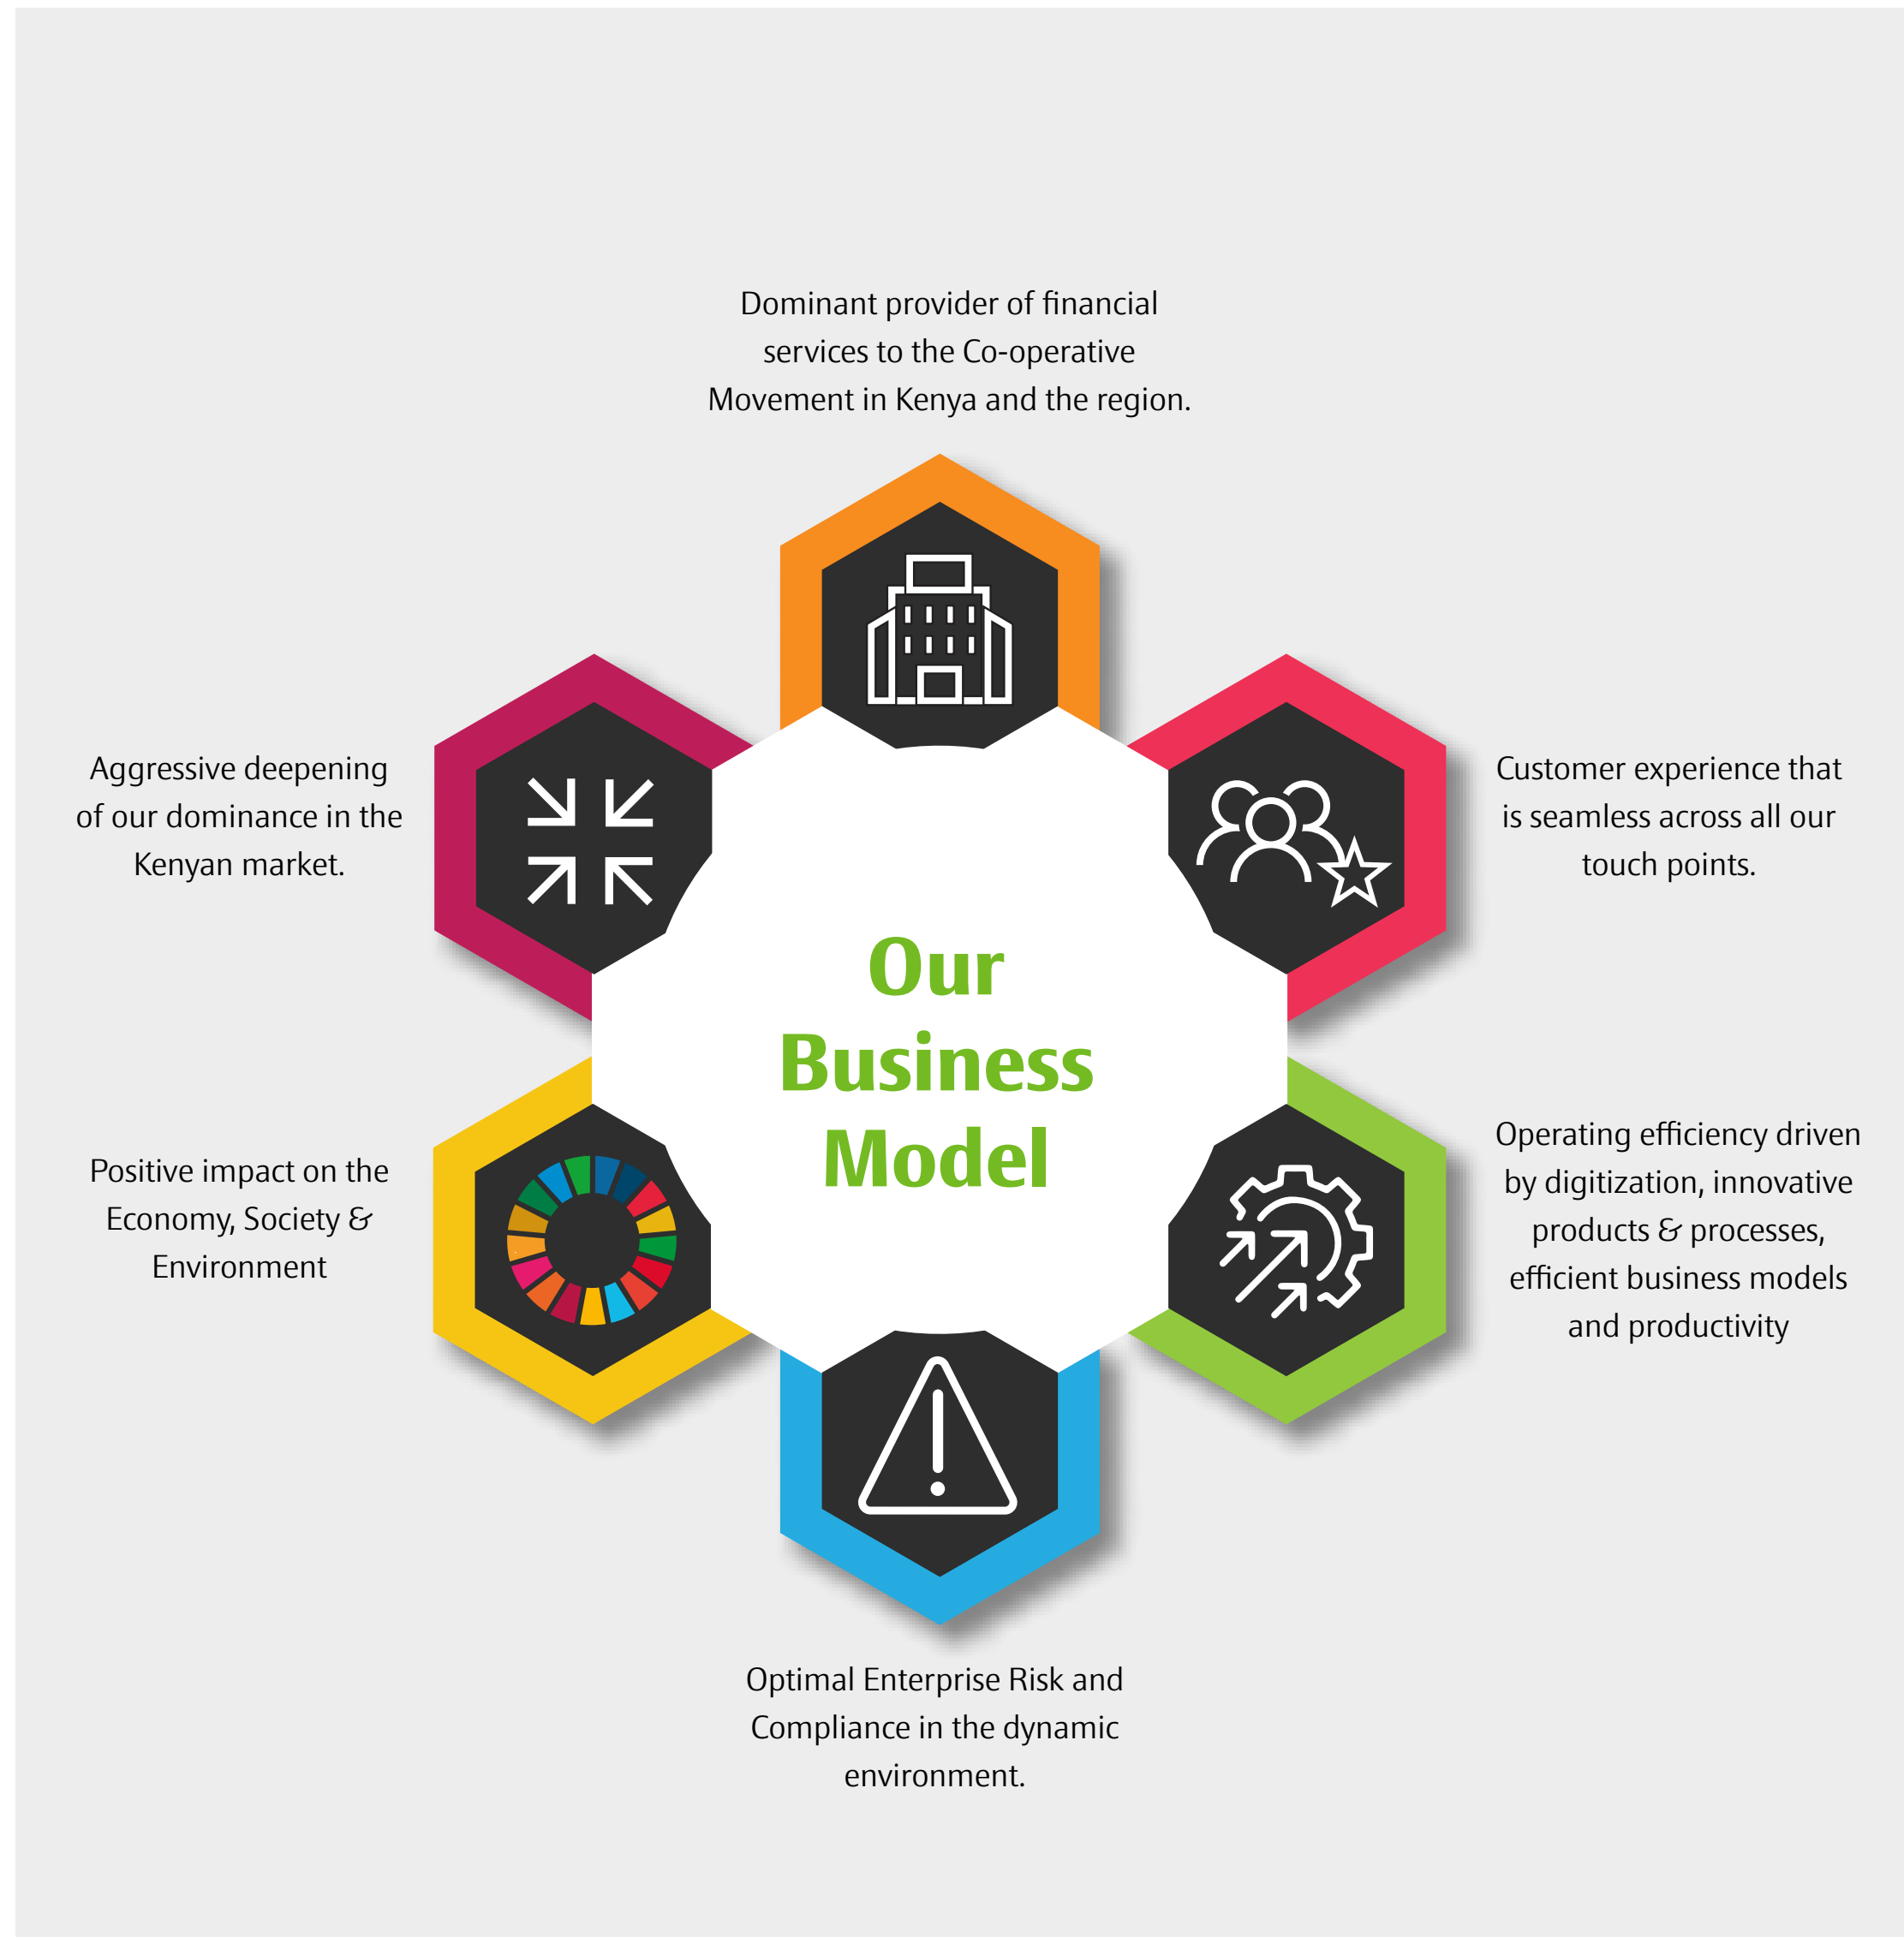 Dominant provider of financial
services to the Co-operative
Movement in Kenya and the region.
Aggressive deepening
of our dominance in the
Kenyan market.
Customer experience that
is seamless across all our
touch points.
Our
Business
Model
Positive impact on the
Economy, Society &
Environment
Operating efficiency driven
by digitization, innovative
products & processes,
efficient business models
and productivity
Optimal Enterprise Risk and
Compliance in the dynamic
environment.